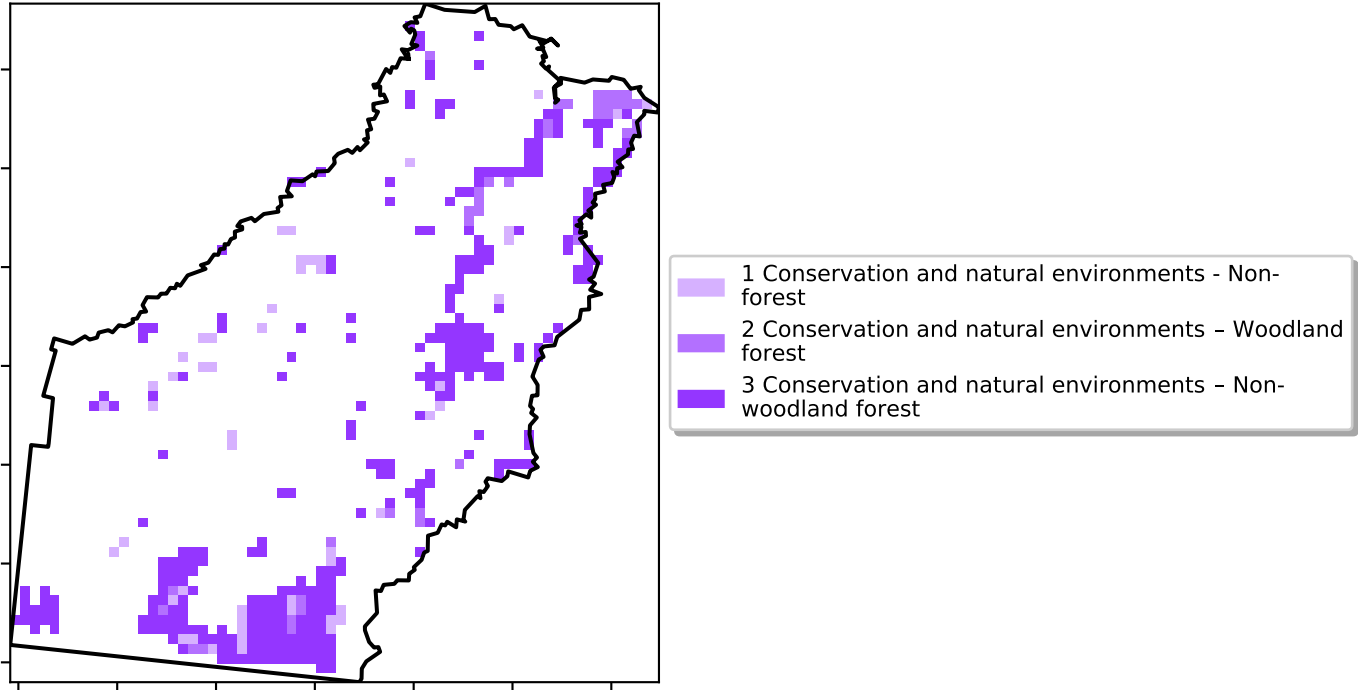 1 Conservation and natural environments - Non-
forest
2 Conservation and natural environments – Woodland
forest
3 Conservation and natural environments – Non-
woodland forest